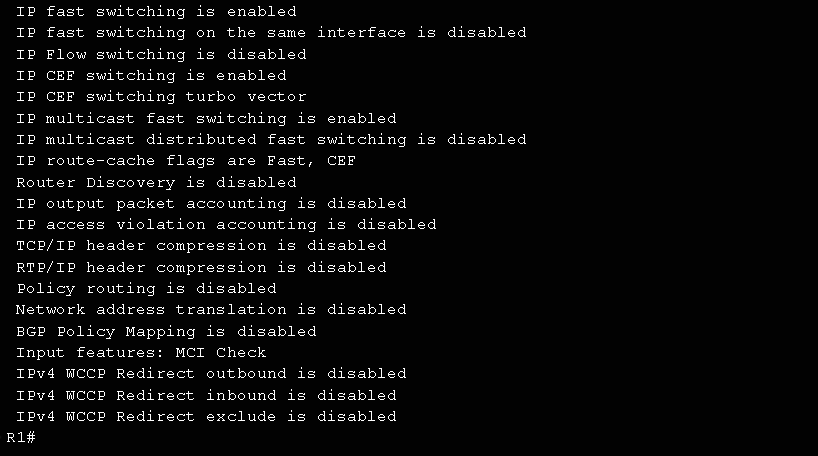 IP fast switching is enabled
IP fast switching on the same interface is disabled
IP Flow switching is disabled
IP CEF switching is enabled
IP CEF switching turbo vector
IP multicast fast switching is enabled
IP multicast distributed fast switching is disabled
IP route-cache flags are Fast, CEF
Router Discovery is disabled
IP output packet accounting is disabled
IP access violation accounting is disabled
TCP/IP header compression is disabled
RTP/IP header compression is disabled
Policy routing is disabled
Network address translation is disabled
BGP Policy Mapping is disabled
Input features: MCI Check
IPv4 WCCP Redirect outbound is disabled
IPv4 WCCP Redirect inbound is disabled
IPv4 WCCP Redirect exclude is disabled
R1#